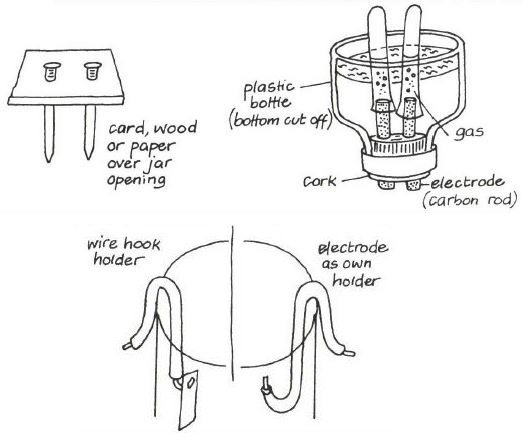 card, wood
or paper
over jar
opening
plastic
bottle
(bottom cut off)
gas
cork
electrode
(carbon rod)
wire hook
holder
electrode
as own
holder